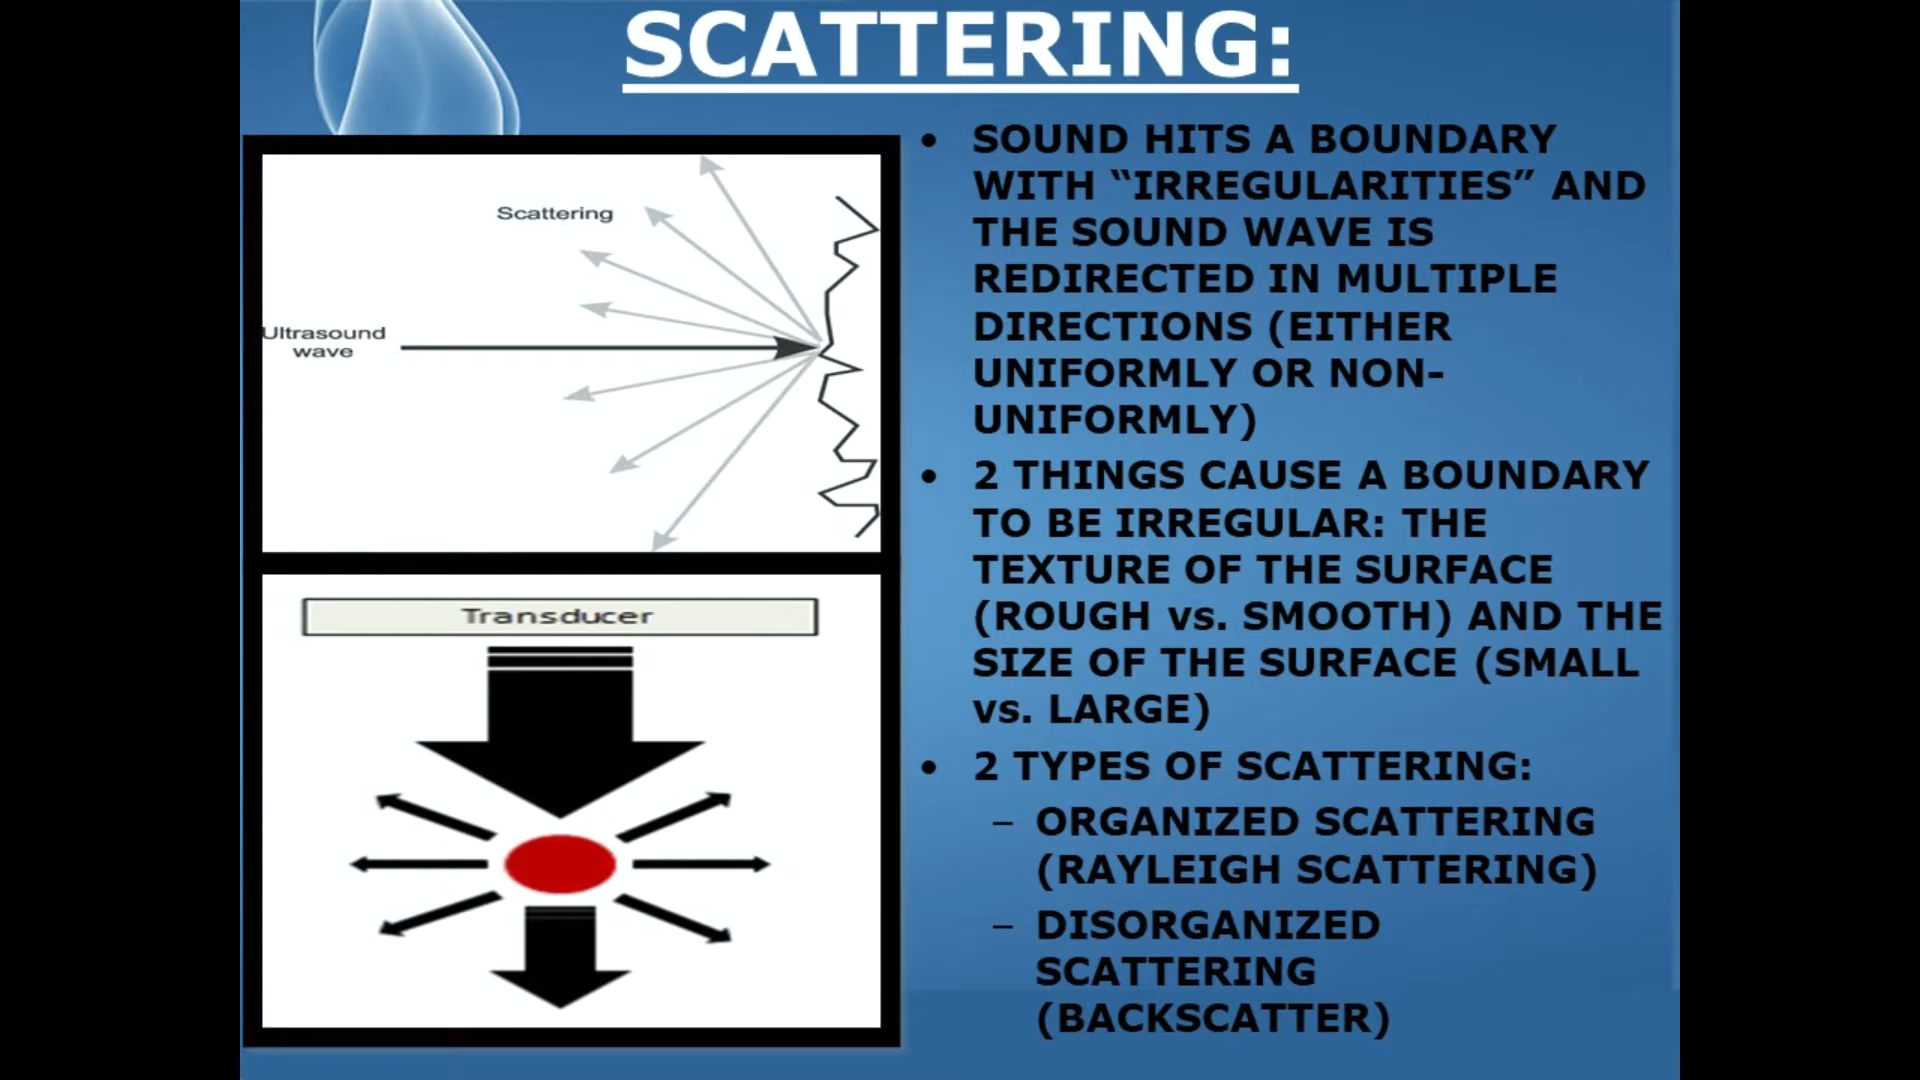 SCATTERING:
Scattering
Ultrasound
wave
Transducer
• SOUND HITS A BOUNDARY
WITH “IRREGULARITIES” AND
THE SOUND WAVE IS
REDIRECTED IN MULTIPLE
DIRECTIONS (EITHER
UNIFORMLY OR NON-
UNIFORMLY)
• 2 THINGS CAUSE A BOUNDARY
TO BE IRREGULAR: THE
TEXTURE OF THE SURFACE
(ROUGH vs. SMOOTH) AND THE
SIZE OF THE SURFACE (SMALL
vs. LARGE)
• 2 TYPES OF SCATTERING:
– ORGANIZED SCATTERING
(RAYLEIGH SCATTERING)
– DISORGANIZED
SCATTERING
(BACKSCATTER)